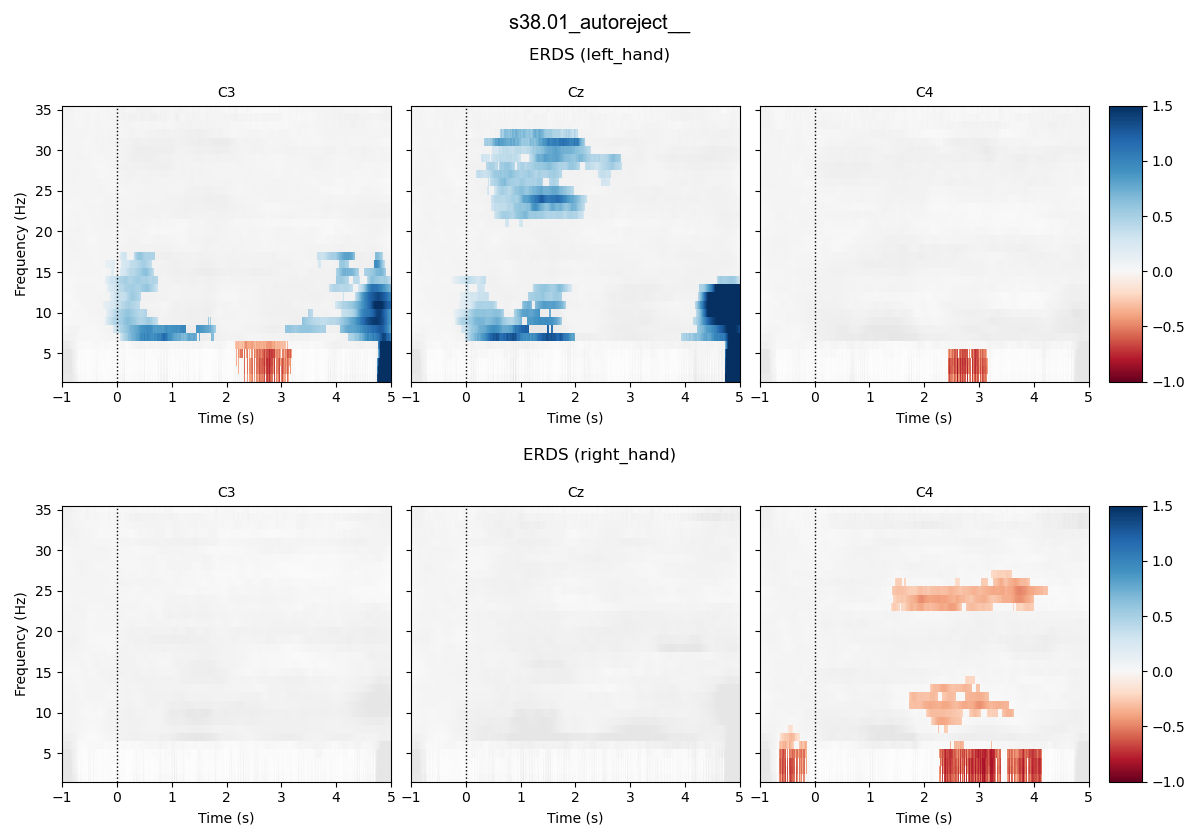 s38.01_autoreject__
ERDS (left_hand)
C3 Cz C4
35
30
25
20
15
10
5
Frequency (Hz)
−1 0 1 2 3 4 5 −1 0 1 2 3 4 5 −1 0 1 2 3 4 5
Time (s) Time (s) Time (s)
1.5
1.0
0.5
0.0
−0.5
−1.0
ERDS (right_hand)
C3 Cz C4
35
30
25
20
15
10
5
Frequency (Hz)
−1 0 1 2 3 4 5 −1 0 1 2 3 4 5 −1 0 1 2 3 4 5
Time (s) Time (s) Time (s)
1.5
1.0
0.5
0.0
−0.5
−1.0